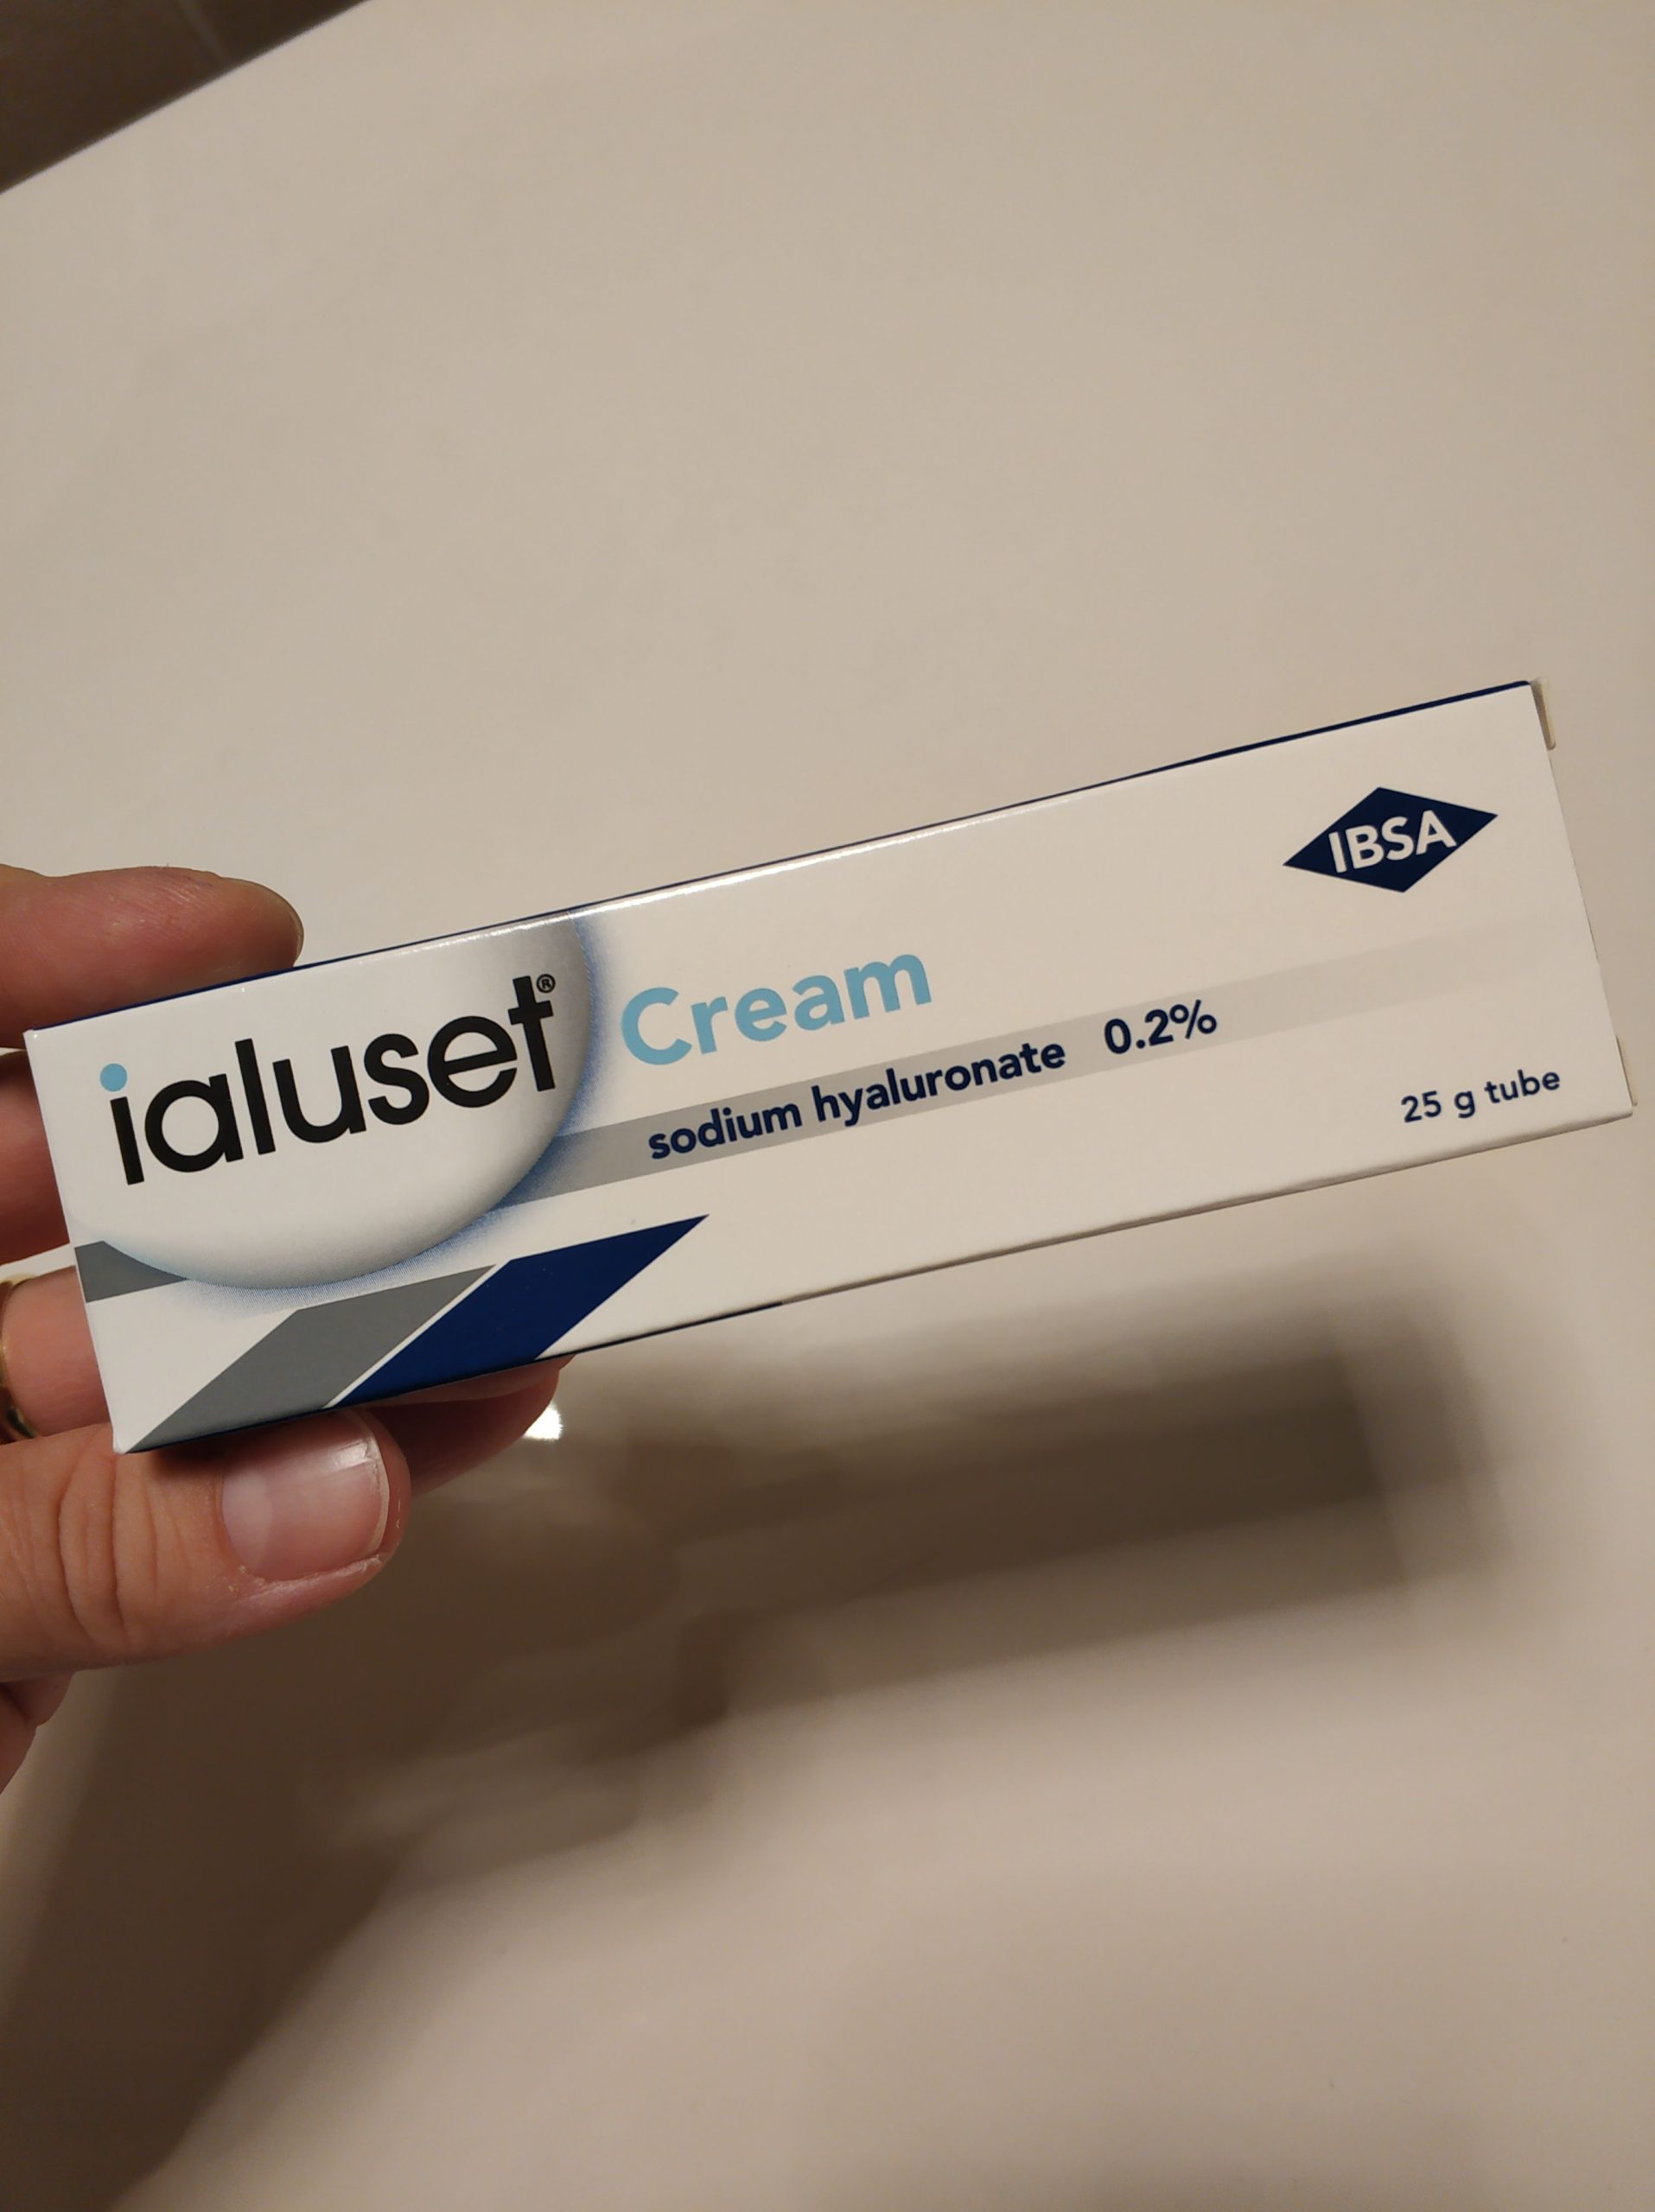 ialuset® Cream
sodium hyaluronate 0.2%
IBSA
25 g tube